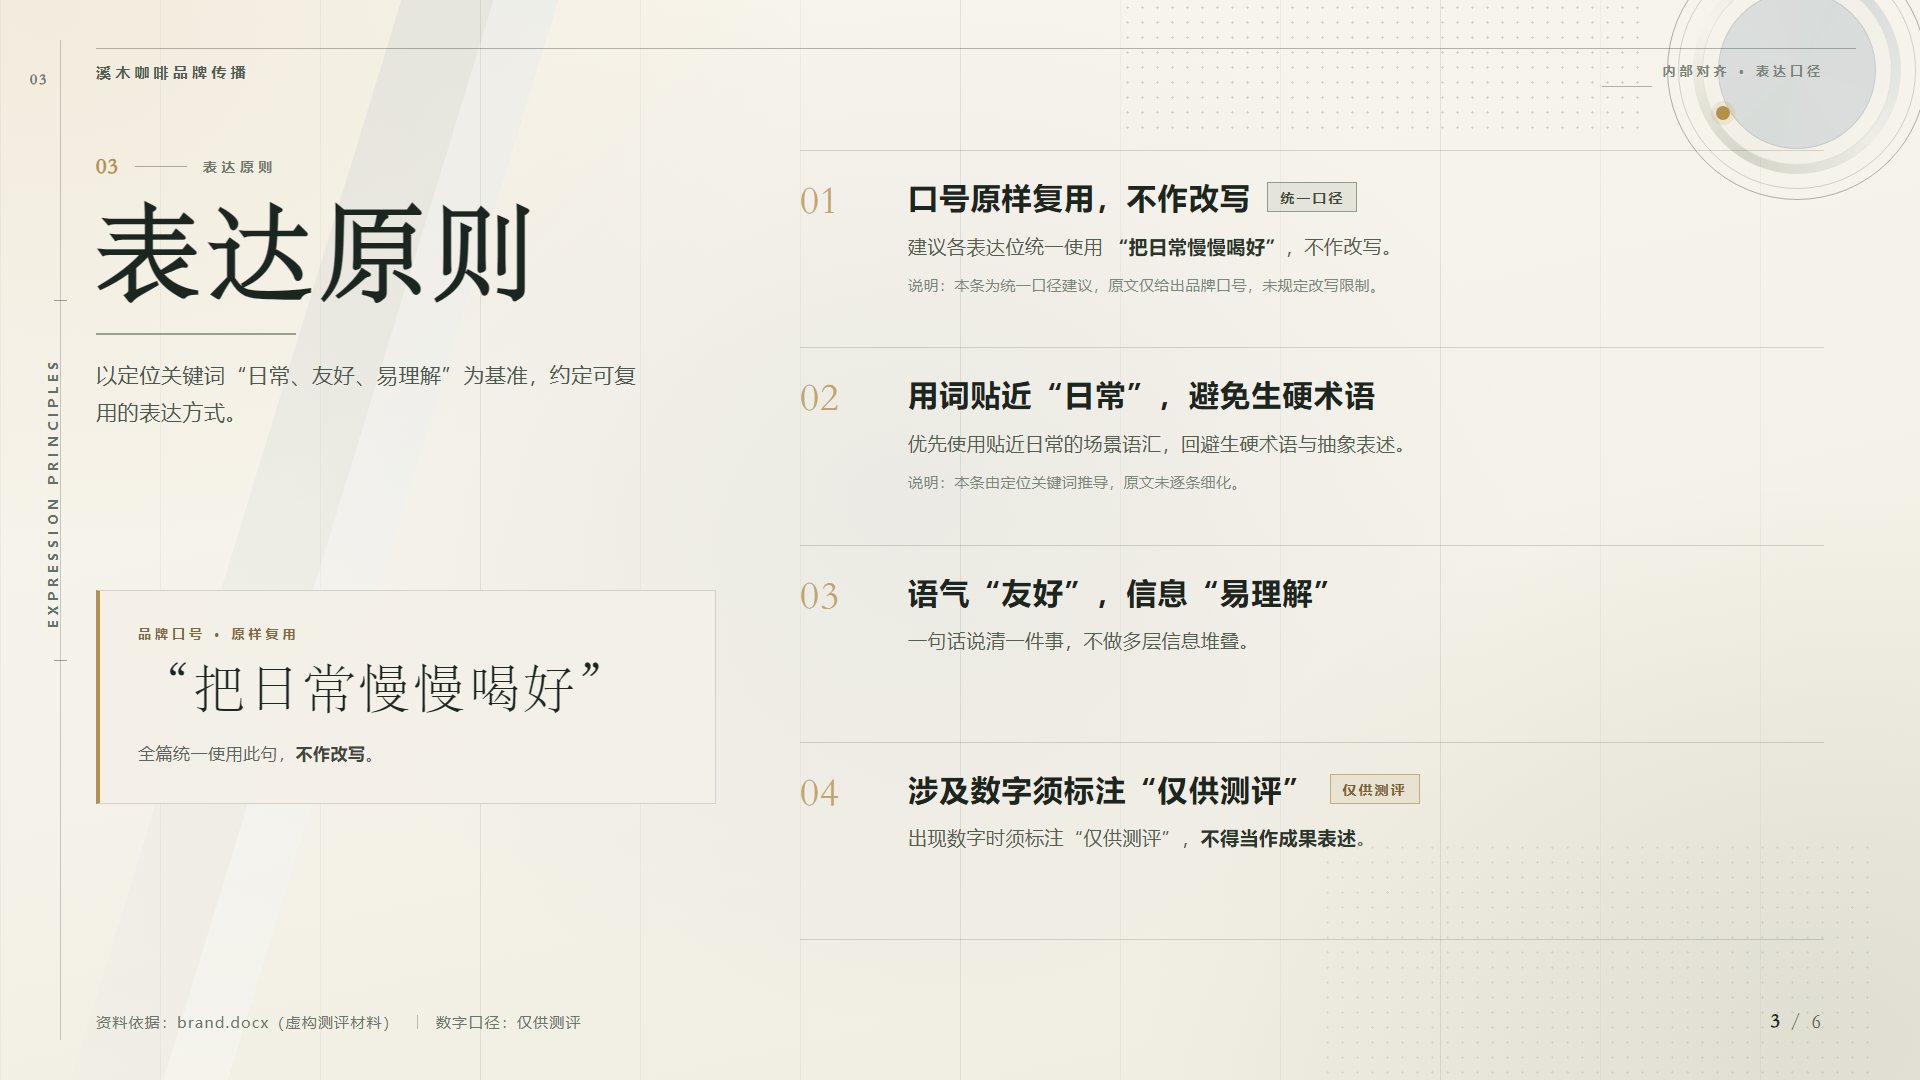 03
溪木咖啡品牌传播
内部对齐 • 表达口径
03 表达原则
表达原则
以定位关键词“日常、友好、易理解”为基准，约定可复
用的表达方式。
EXPRESSION PRINCIPLES
品牌口号 • 原样复用
“把日常慢慢喝好”
全篇统一使用此句，不作改写。
01
口号原样复用，不作改写 统一口径
建议各表达位统一使用“把日常慢慢喝好”，不作改写。
说明：本条为统一口径建议，原文仅给出品牌口号，未规定改写限制。
02
用词贴近“日常”，避免生硬术语
优先使用贴近日常的场景语汇，回避生硬术语与抽象表述。
说明：本条由定位关键词推导，原文未逐条细化。
03
语气“友好”，信息“易理解”
一句话说清一件事，不做多层信息堆叠。
04
涉及数字须标注“仅供测评” 仅供测评
出现数字时须标注“仅供测评”，不得当作成果表述。
资料依据：brand.docx（虚构测评材料） | 数字口径：仅供测评
3 / 6